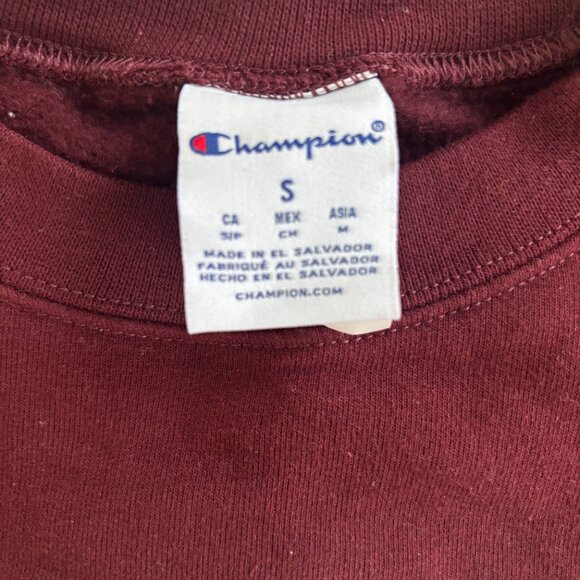 Champion®
S
CA MEX ASIA
S/P CH M
MADE IN EL SALVADOR
FABRIQUÉ AU SALVADOR
HECHO EN EL SALVADOR
CHAMPION.COM